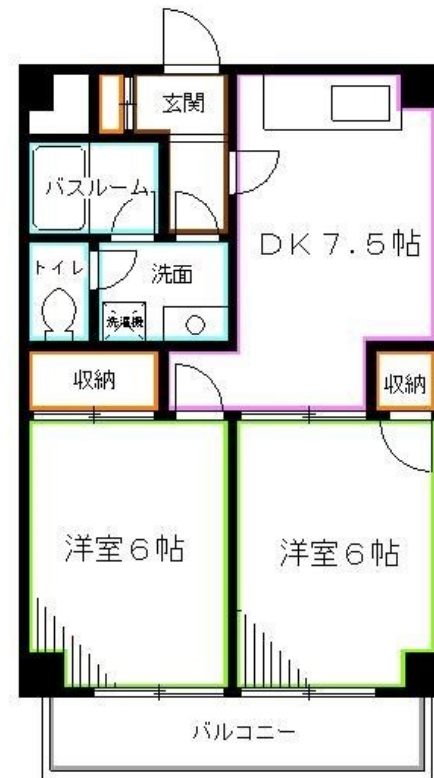 玄関
バスルーム
DK7.5帖
トイレ
洗面
洗濯機
収納
収納
洋室6帖
洋室6帖
バルコニー